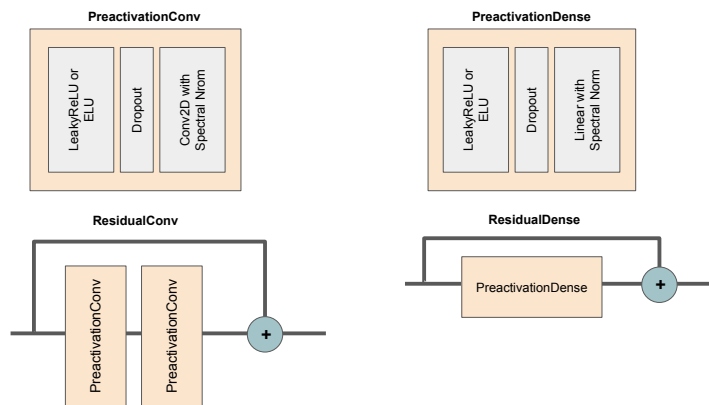 PreactivationConv
LeakyReLU or
ELU
Dropout
Conv2D with
Spectral Nrom
PreactivationDense
LeakyReLU or
ELU
Dropout
Linear with
Spectral Norm
ResidualConv
PreactivationConv
PreactivationConv
+
ResidualDense
PreactivationDense
+